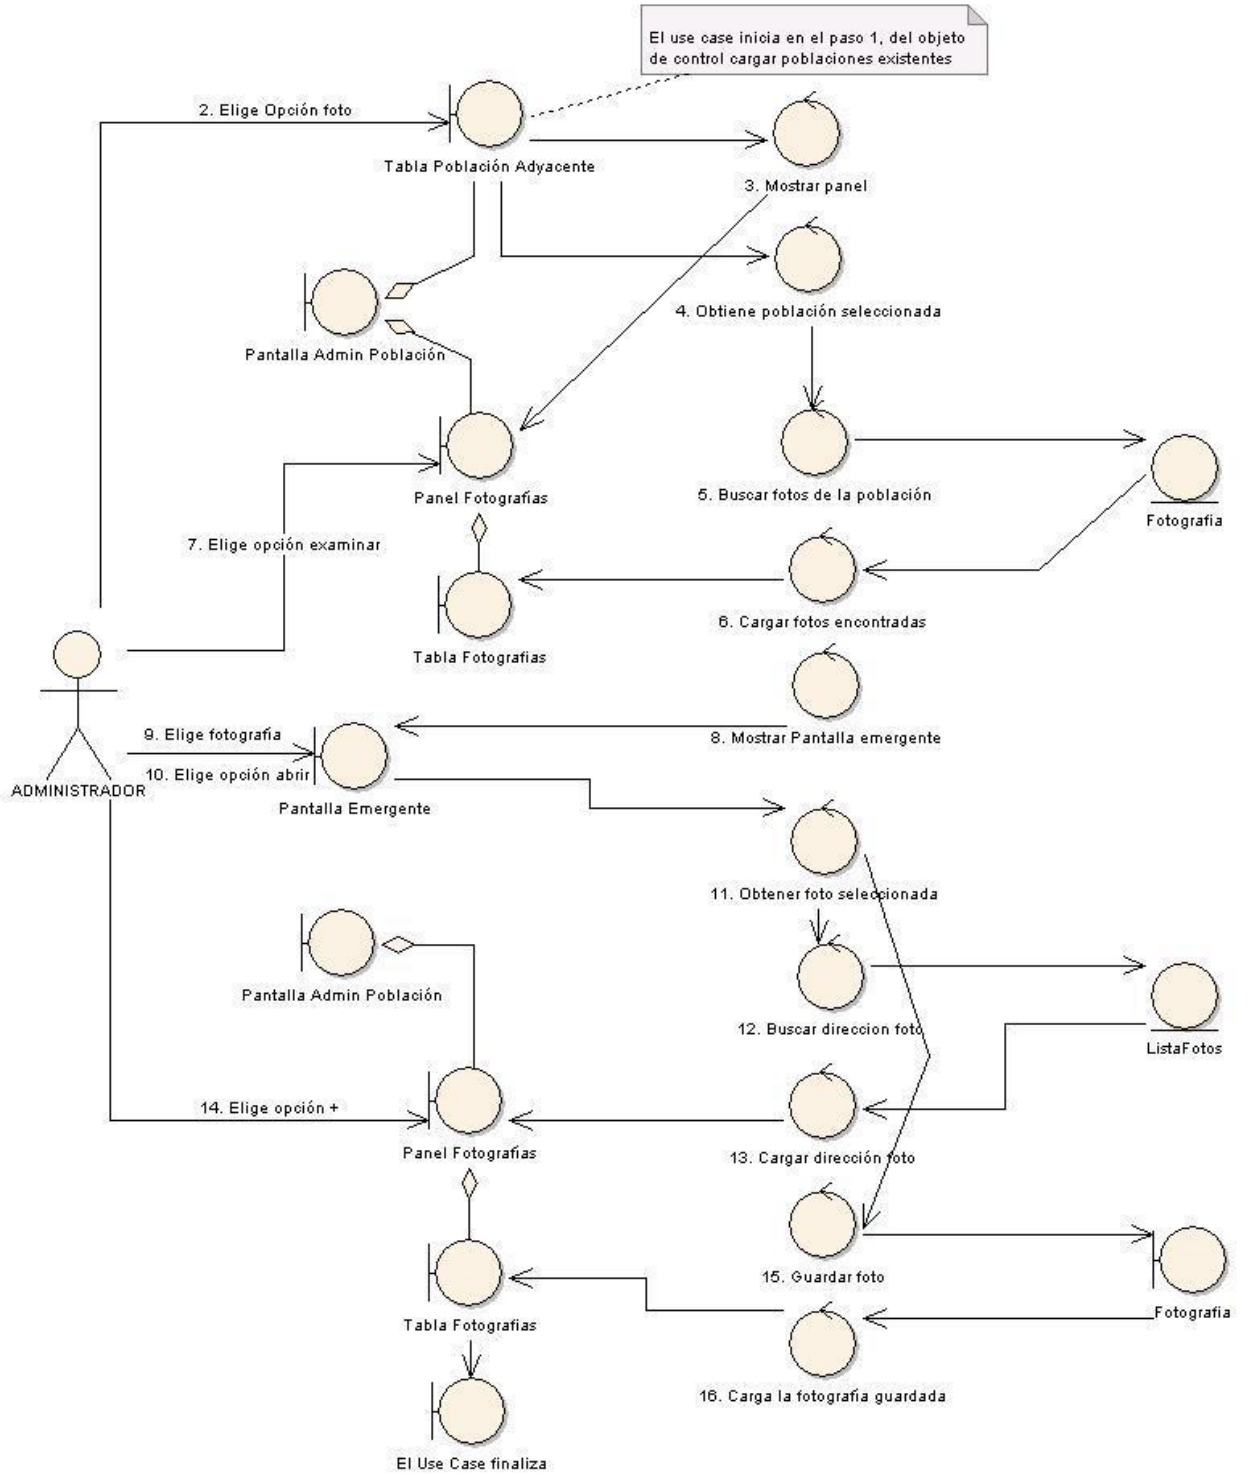 El use case inicia en el paso 1, del objeto
de control cargar poblaciones existentes
2. Elige Opción foto
Tabla Población Adyacente
3. Mostrar panel
4. Obtiene población seleccionada
Pantalla Admin Población
Panel Fotografías
5. Buscar fotos de la población
Fotografia
7. Elige opción examinar
6. Cargar fotos encontradas
Tabla Fotografias
9. Elige fotografía
8. Mostrar Pantalla emergente
10. Elige opción abrir
ADMINISTRADOR
Pantalla Emergente
11. Obtener foto seleccionada
Pantalla Admin Población
12. Buscar direccion foto
ListaFotos
14. Elige opción +
Panel Fotografías
13. Cargar dirección foto
15. Guardar foto
Fotografia
Tabla Fotografias
16. Carga la fotografía guardada
El Use Case finaliza